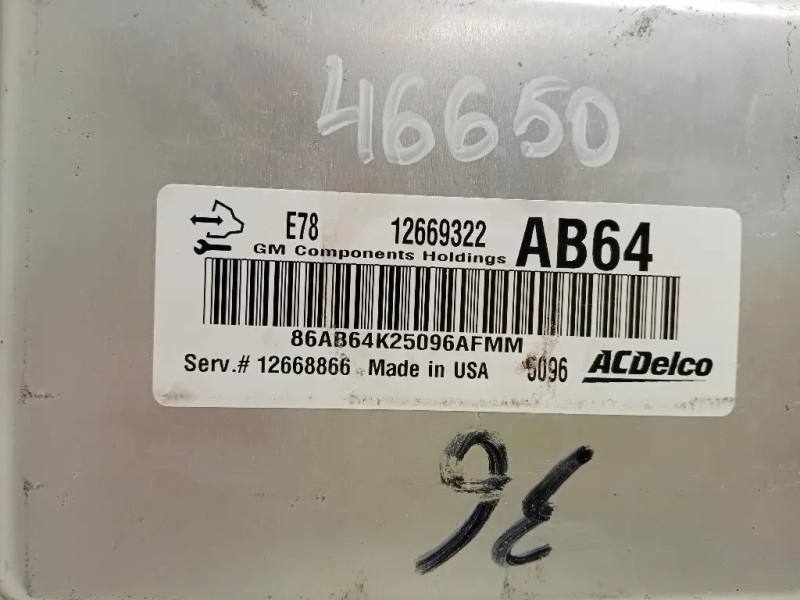 46650
E78 12669322 AB64
GM Components Holdings
86AB64K25096AFMM
Serv.# 12668866 Made in USA 5096 ACDelco